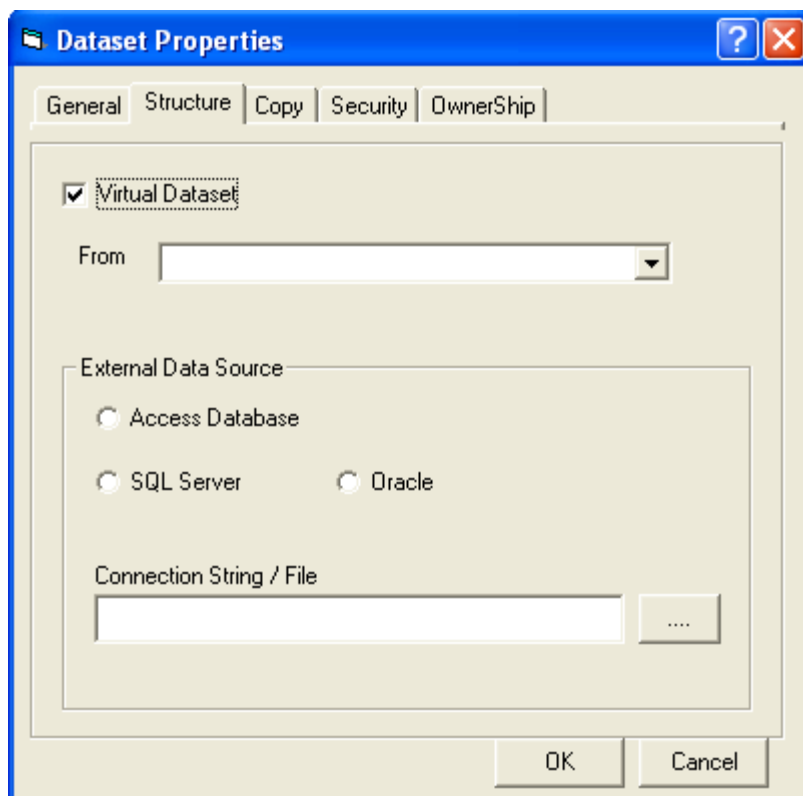 Dataset Properties
General Structure Copy Security OwnerShip
Virtual Dataset
From
External Data Source
Access Database
SQL Server Oracle
Connection String / File
....
OK Cancel